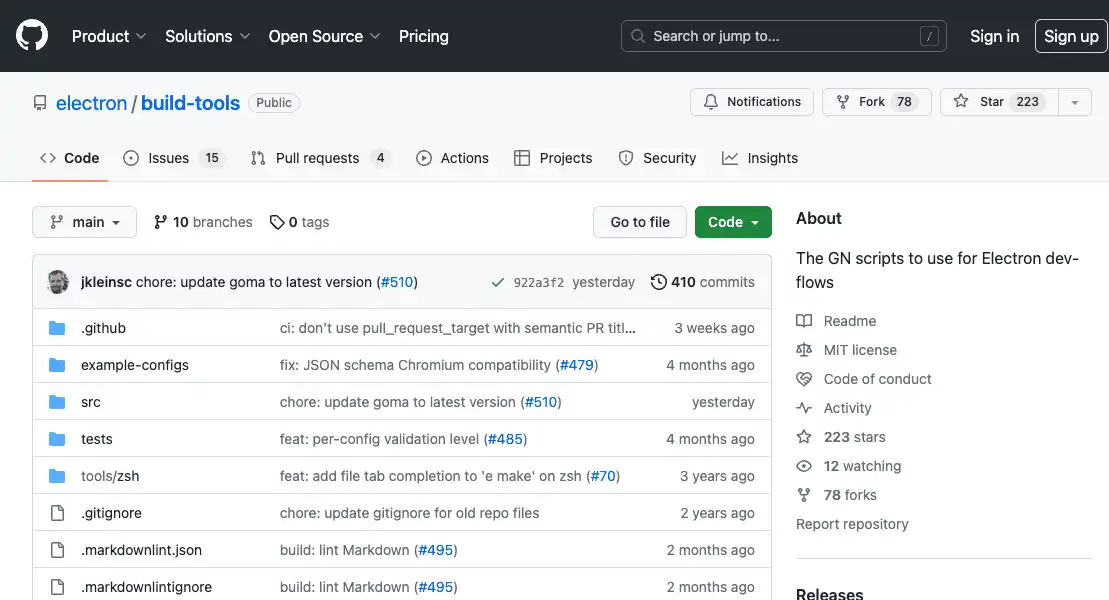 Product Solutions Open Source Pricing Search or jump to... / Sign in Sign up
electron / build-tools Public Notifications Fork 78 Star 223
Code Issues 15 Pull requests 4 Actions Projects Security Insights
main 10 branches 0 tags Go to file Code
jkleinsc chore: update goma to latest version (#510) 922a3f2 yesterday 410 commits
.github ci: don't use pull_request_target with semantic PR titl... 3 weeks ago
example-configs fix: JSON schema Chromium compatibility (#479) 4 months ago
src chore: update goma to latest version (#510) yesterday
tests feat: per-config validation level (#485) 4 months ago
tools/zsh feat: add file tab completion to 'e make' on zsh (#70) 3 years ago
.gitignore chore: update gitignore for old repo files 2 years ago
.markdownlint.json build: lint Markdown (#495) 2 months ago
.markdownlintignore build: lint Markdown (#495) 2 months ago
About
The GN scripts to use for Electron dev-
flows
Readme
MIT license
Code of conduct
Activity
223 stars
12 watching
78 forks
Report repository
Releases